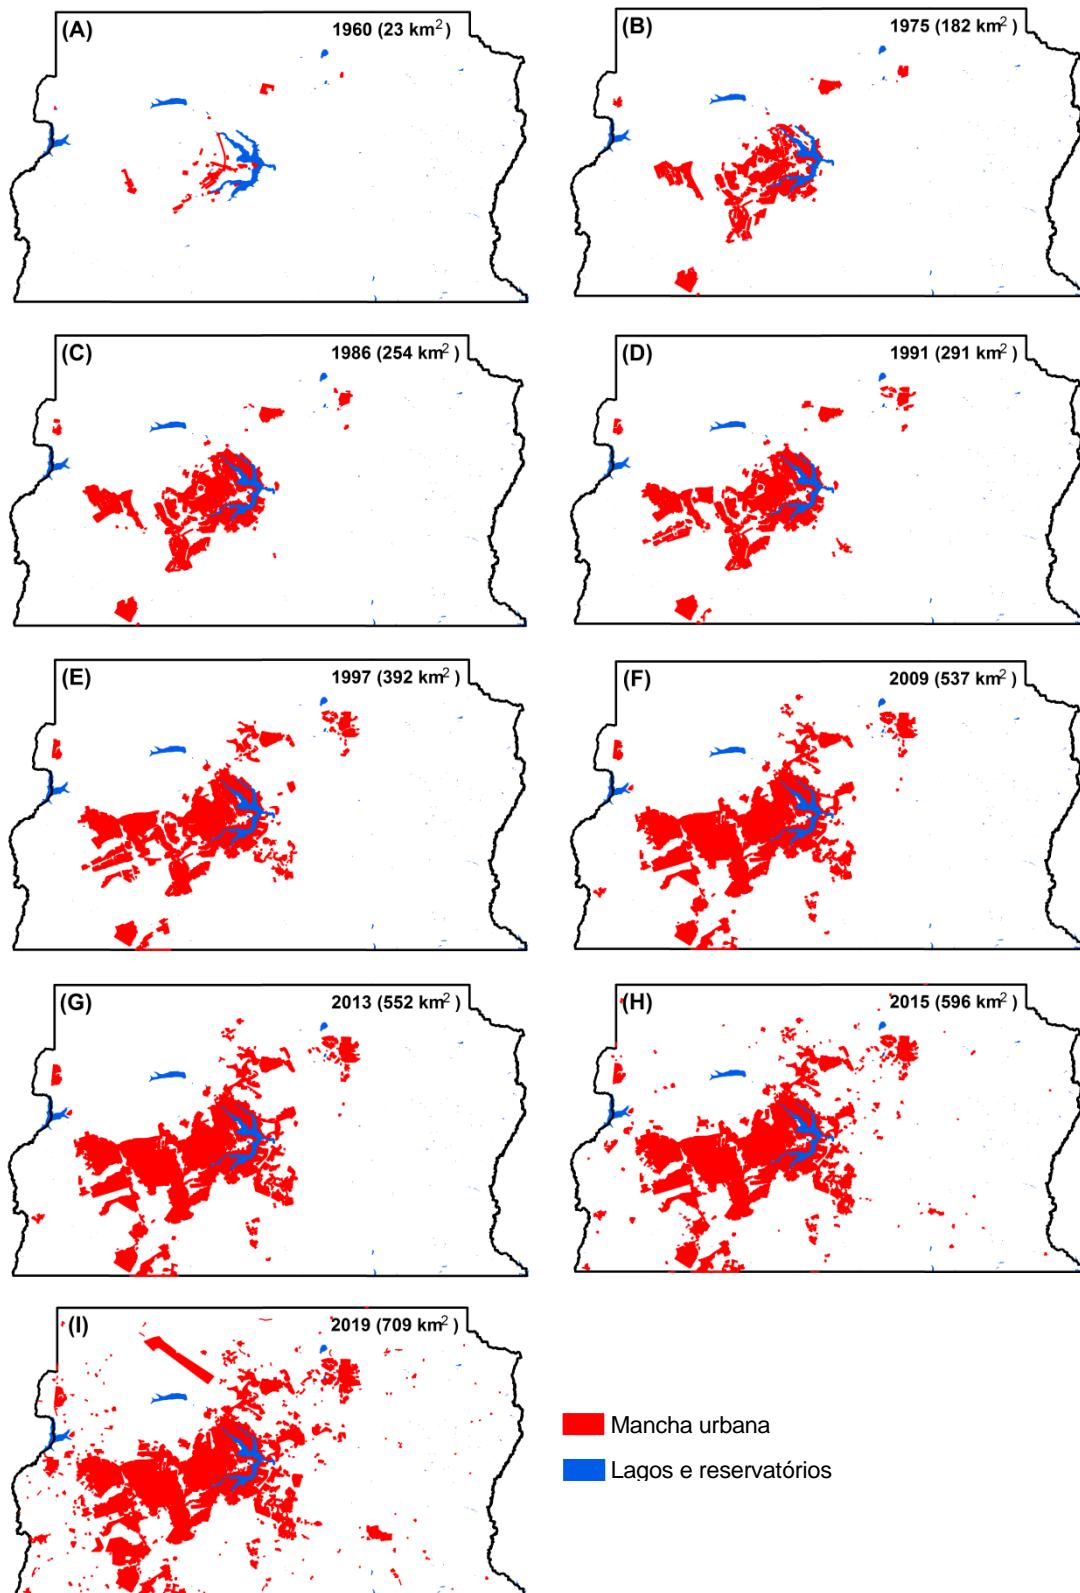 (A) 1960 (23 km²)
(B) 1975 (182 km²)
(C) 1986 (254 km²)
(D) 1991 (291 km²)
(E) 1997 (392 km²)
(F) 2009 (537 km²)
(G) 2013 (552 km²)
(H) 2015 (596 km²)
(I) 2019 (709 km²)
Mancha urbana
Lagos e reservatórios